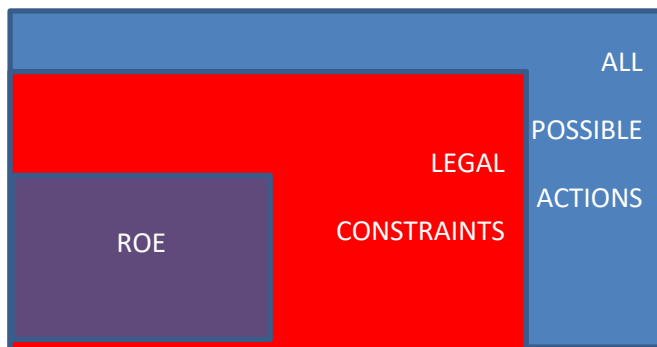 ALL
POSSIBLE
ACTIONS
LEGAL
CONSTRAINTS
ROE